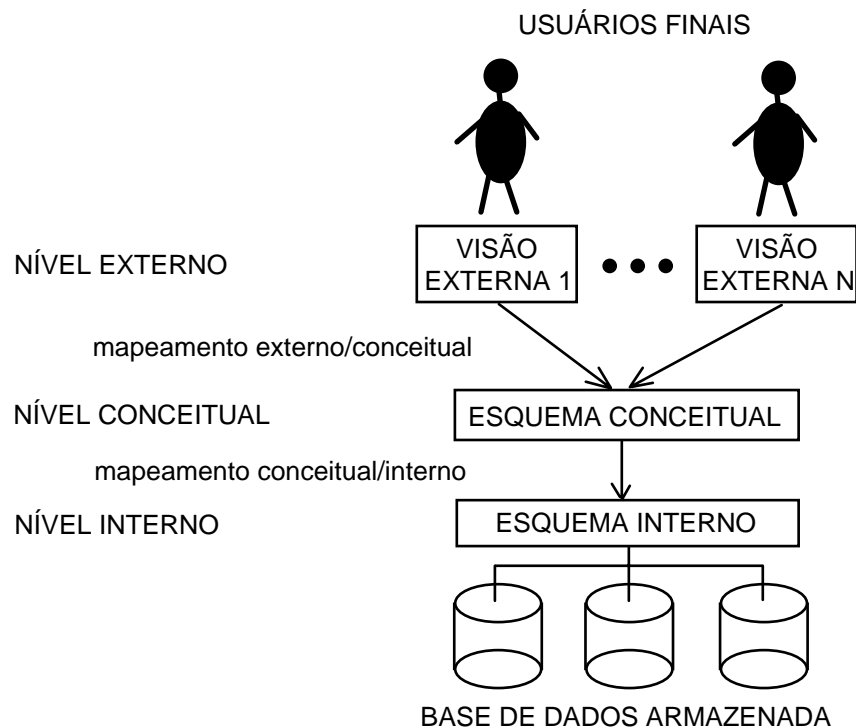 USUÁRIOS FINAIS
NÍVEL EXTERNO
VISÃO
EXTERNA 1
VISÃO
EXTERNA N
mapeamento externo/conceitual
NÍVEL CONCEITUAL
ESQUEMA CONCEITUAL
mapeamento conceitual/interno
NÍVEL INTERNO
ESQUEMA INTERNO
BASE DE DADOS ARMAZENADA